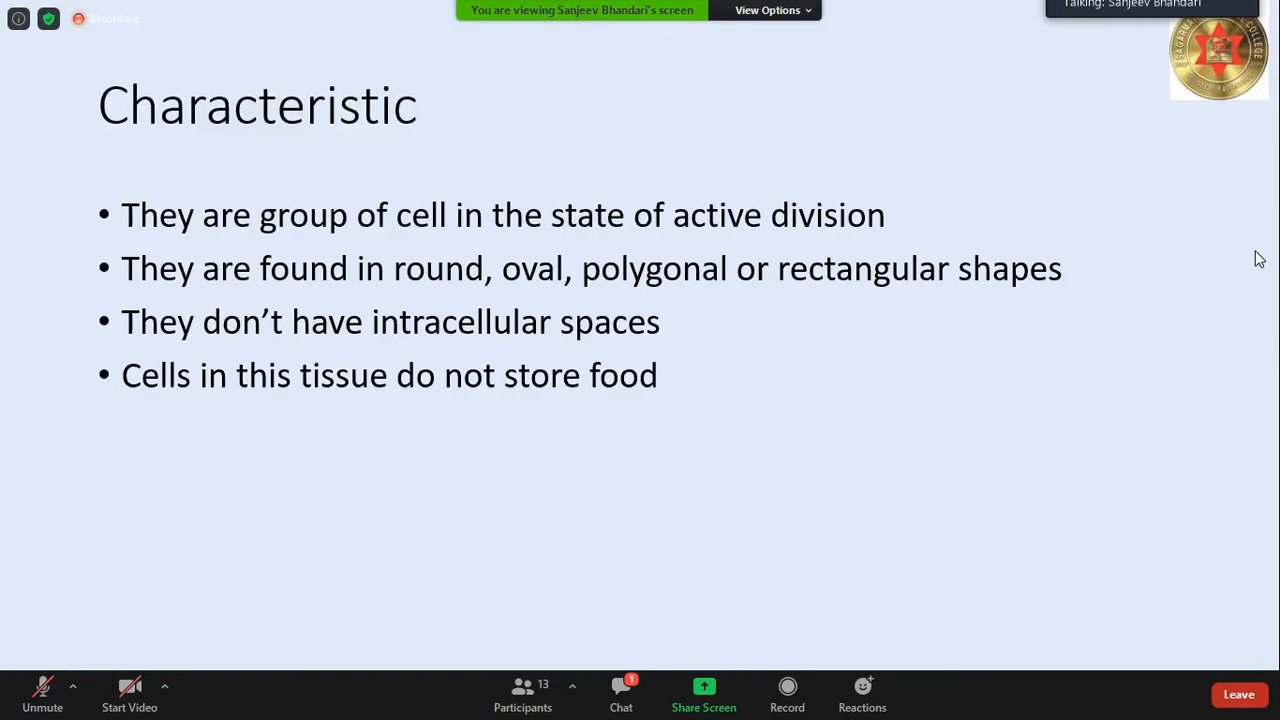 Recording
You are viewing Sanjeev Bhandari's screen
View Options
Talking: Sanjeev Bhandari
Characteristic
• They are group of cell in the state of active division
• They are found in round, oval, polygonal or rectangular shapes
• They don't have intracellular spaces
• Cells in this tissue do not store food
Unmute
Start Video
13
Participants
1
Chat
Share Screen
Record
Reactions
Leave